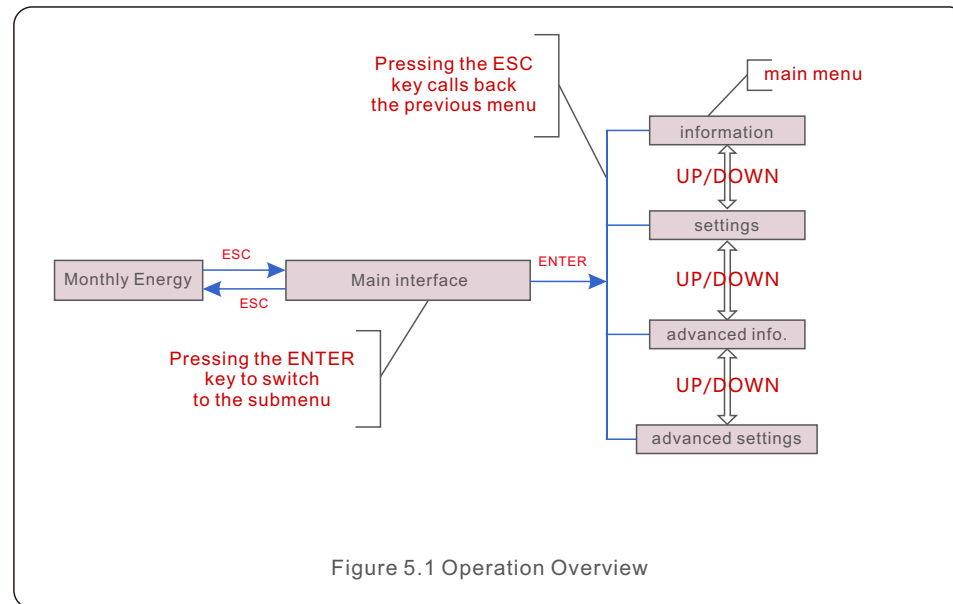 Pressing the ESC
key calls back
the previous menu
main menu
information
UP/DOWN
settings
ESC
ENTER
Monthly Energy
Main interface
UP/DOWN
ESC
advanced info.
Pressing the ENTER
key to switch
to the submenu
UP/DOWN
advanced settings
Figure 5.1 Operation Overview